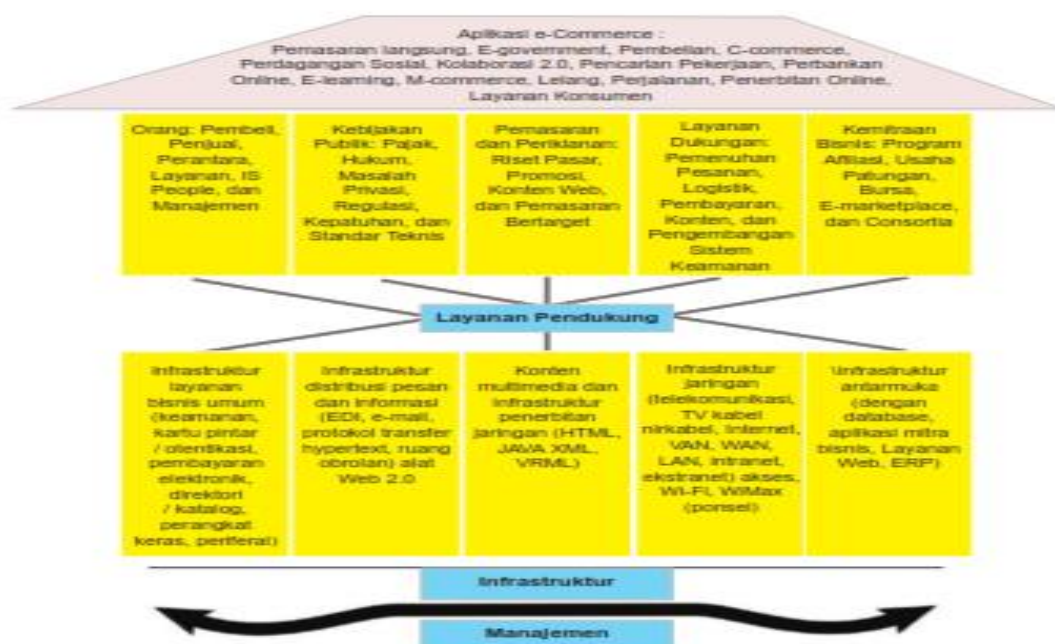 Aplikasi e-Commerce :
Pemasaran langsung, E-government, Pembelian, C-commerce,
Perdagangan Sosial, Kolaborasi 2.0, Pencarian Pekerjaan, Perbankan
Online, E-learning, M-commerce, Lelang, Perjalanan, Penerbitan Online,
Layanan Konsumen
Orang: Pembeli,
Penjual,
Perantara,
Layanan, IS
People, dan
Manajemen
Kebijakan
Publik: Pajak,
Hukum,
Masalah
Privasi,
Regulasi,
Kepatuhan, dan
Standar Teknis
Pemasaran
dan Periklanan:
Riset Pasar,
Promosi,
Konten Web,
dan Pemasaran
Bertarget
Layanan
Dukungan:
Pemenuhan
Pesanan,
Logistik,
Pembayaran,
Konten, dan
Pengembangan
Sistem
Keamanan
Kemitraan
Bisnis: Program
Afiliasi, Usaha
Patungan,
Bursa,
E-marketplace,
dan Consortia
Layanan Pendukung
Infrastruktur
layanan
bisnis umum
(keamanan,
kartu pintar
/ otentikasi,
pembayaran
elektronik,
direktori
/ katalog,
perangkat
keras, periferal)
Infrastruktur
distribusi pesan
dan informasi
(EDI, e-mail,
protokol transfer
hypertext, ruang
obrolan) alat
Web 2.0
Konten
multimedia dan
infrastruktur
penerbitan
jaringan (HTML,
JAVA XML,
VRML)
Infrastruktur
jaringan
(telekomunikasi,
TV kabel
nirkabel, Internet,
VAN, WAN,
LAN, intranet,
ekstranet) akses,
Wi-Fi, WiMax
(ponsel)
\Infrastruktur
antarmuka
(dengan
database,
aplikasi mitra
bisnis, Layanan
Web, ERP)
Infrastruktur
Manajemen